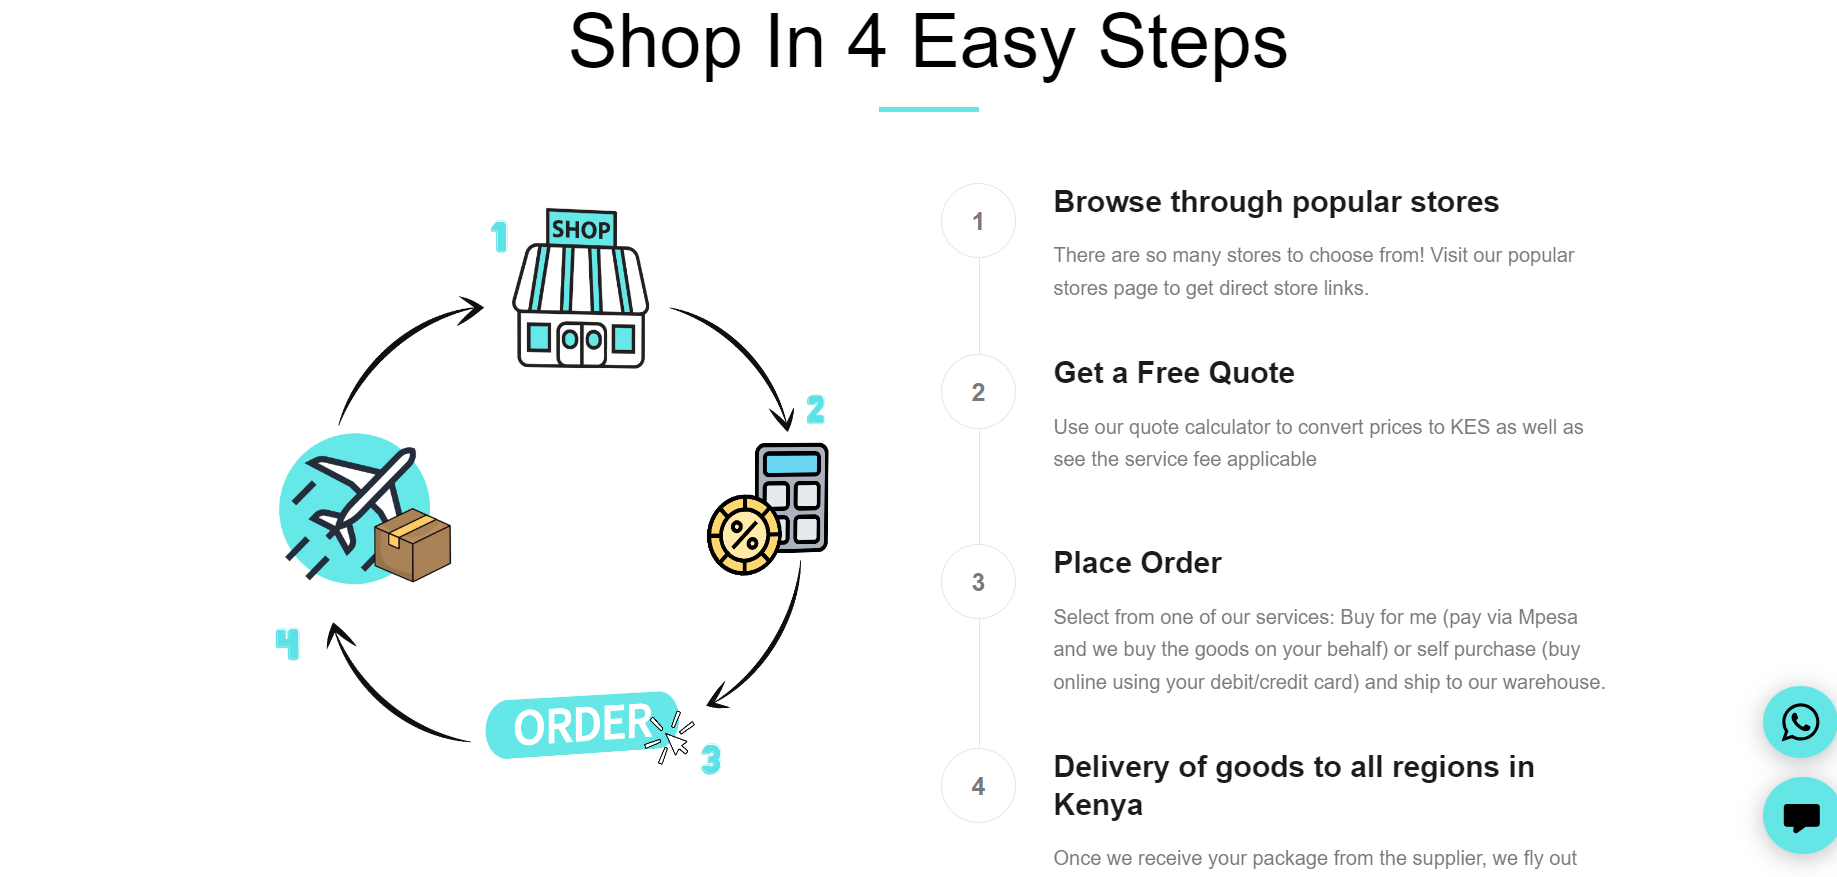 Shop In 4 Easy Steps
1
SHOP
2
ORDER
3
4
1
Browse through popular stores
There are so many stores to choose from! Visit our popular
stores page to get direct store links.
2
Get a Free Quote
Use our quote calculator to convert prices to KES as well as
see the service fee applicable
3
Place Order
Select from one of our services: Buy for me (pay via Mpesa
and we buy the goods on your behalf) or self purchase (buy
online using your debit/credit card) and ship to our warehouse.
4
Delivery of goods to all regions in
Kenya
Once we receive your package from the supplier, we fly out